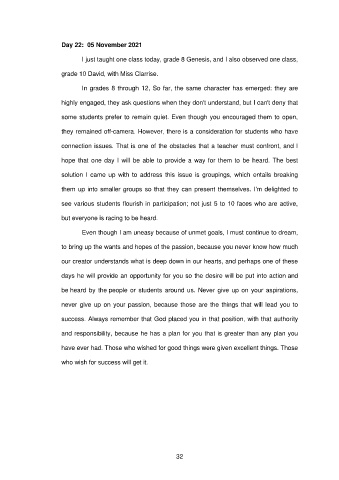 Day 22:  05 November 2021
I just taught one class today, grade 8 Genesis, and I also observed one class,
grade 10 David, with Miss Clarrise.
In grades 8 through 12, So far, the same character has emerged: they are
highly engaged, they ask questions when they don't understand, but I can't deny that
some students prefer to remain quiet. Even though you encouraged them to open,
they remained off-camera. However, there is a consideration for students who have
connection issues. That is one of the obstacles that a teacher must confront, and I
hope that one day I will be able to provide a way for them to be heard. The best
solution I came up with to address this issue is groupings, which entails breaking
them up into smaller groups so that they can present themselves. I'm delighted to
see various students flourish in participation; not just 5 to 10 faces who are active,
but everyone is racing to be heard.
Even though I am uneasy because of unmet goals, I must continue to dream,
to bring up the wants and hopes of the passion, because you never know how much
our creator understands what is deep down in our hearts, and perhaps one of these
days he will provide an opportunity for you so the desire will be put into action and
be heard by the people or students around us. Never give up on your aspirations,
never give up on your passion, because those are the things that will lead you to
success. Always remember that God placed you in that position, with that authority
and responsibility, because he has a plan for you that is greater than any plan you
have ever had. Those who wished for good things were given excellent things. Those
who wish for success will get it.
32